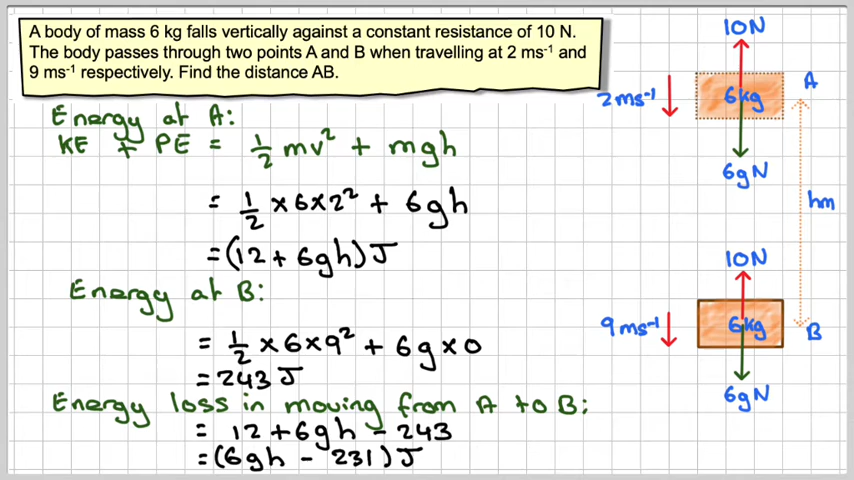 A body of mass 6 kg falls vertically against a constant resistance of 10 N.
The body passes through two points A and B when travelling at 2 ms⁻¹ and
9 ms⁻¹ respectively. Find the distance AB.
Energy at A:
KE + PE = 1/2 mv² + mgh
= 1/2 × 6 × 2² + 6gh
= (12 + 6gh) J
Energy at B:
= 1/2 × 6 × 9² + 6g × 0
= 243 J
Energy loss in moving from A to B:
= 12 + 6gh - 243
= (6gh - 231) J
10N
2ms⁻¹
6kg
A
6gN
hm
10N
9ms⁻¹
6kg
B
6gN